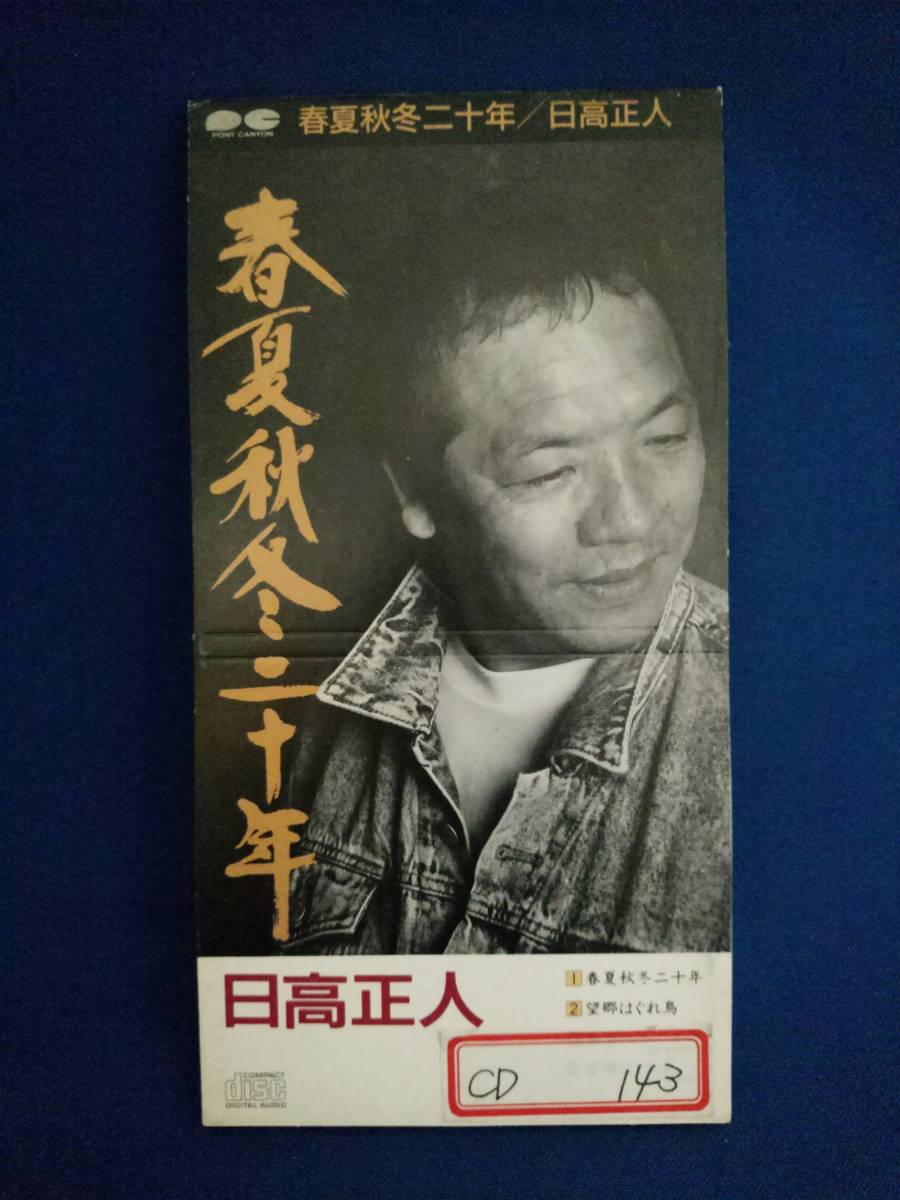 PONY CANYON
春夏秋冬二十年/日高正人
春夏秋冬二十年
日高正人
1 春夏秋冬二十年
2 望郷はぐれ鳥
COMPACT
disc
DIGITAL AUDIO
CD 143